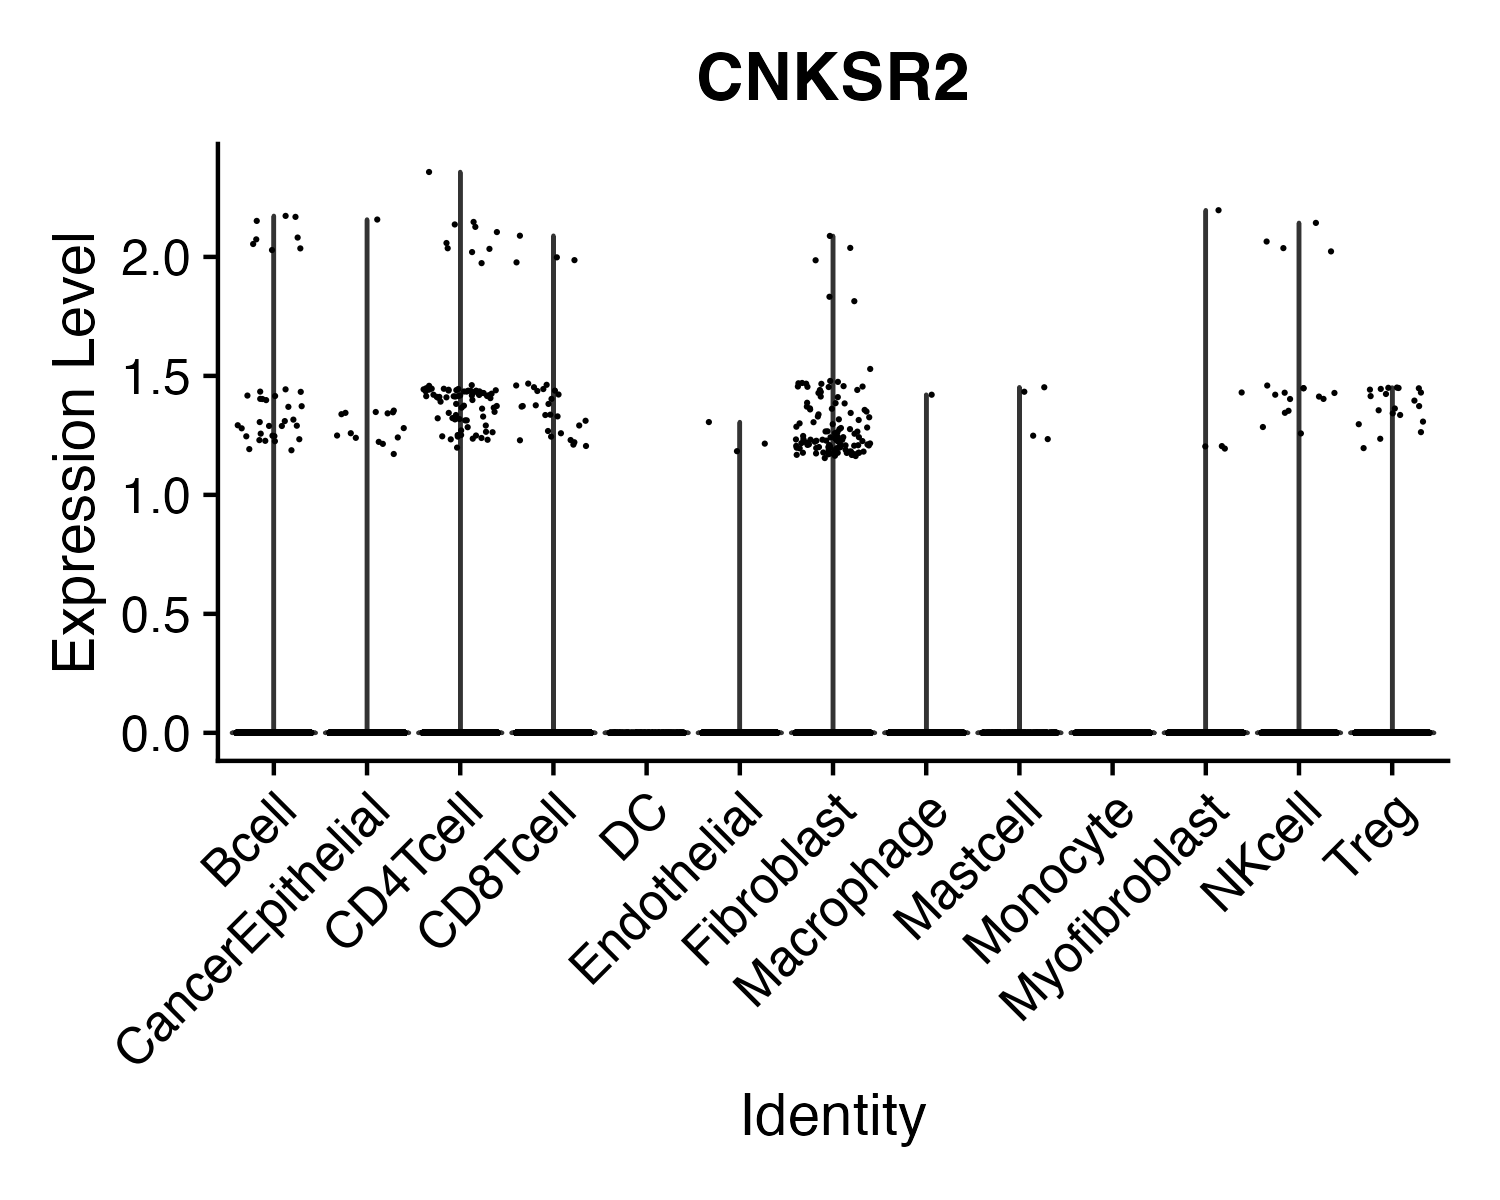 CNKSR2
Expression Level
2.0
1.5
1.0
0.5
0.0
Bcell
CancerEpithelial
CD4Tcell
CD8Tcell
DC
Endothelial
Fibroblast
Macrophage
Mastcell
Monocyte
Myofibroblast
NKcell
Treg
Identity